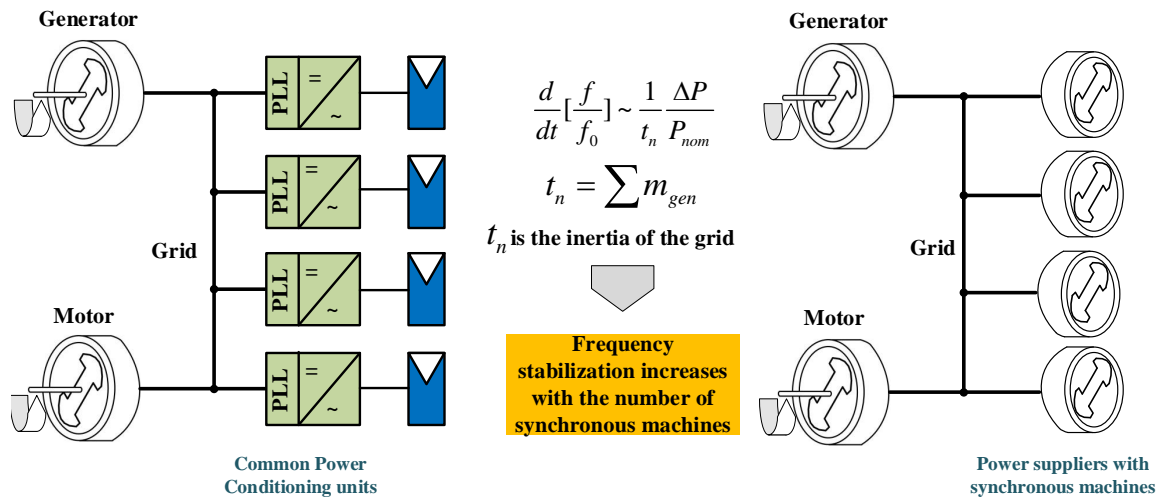 Generator
PLL
=
~
PLL
=
~
Grid
PLL
=
~
Motor
PLL
=
~
Common Power
Conditioning units
d/dt [f/f₀] ~ 1/tₙ ΔP/Pₙₒₘ
tₙ = ∑ m_gen
tₙ is the inertia of the grid
Frequency
stabilization increases
with the number of
synchronous machines
Generator
Grid
Motor
Power suppliers with
synchronous machines